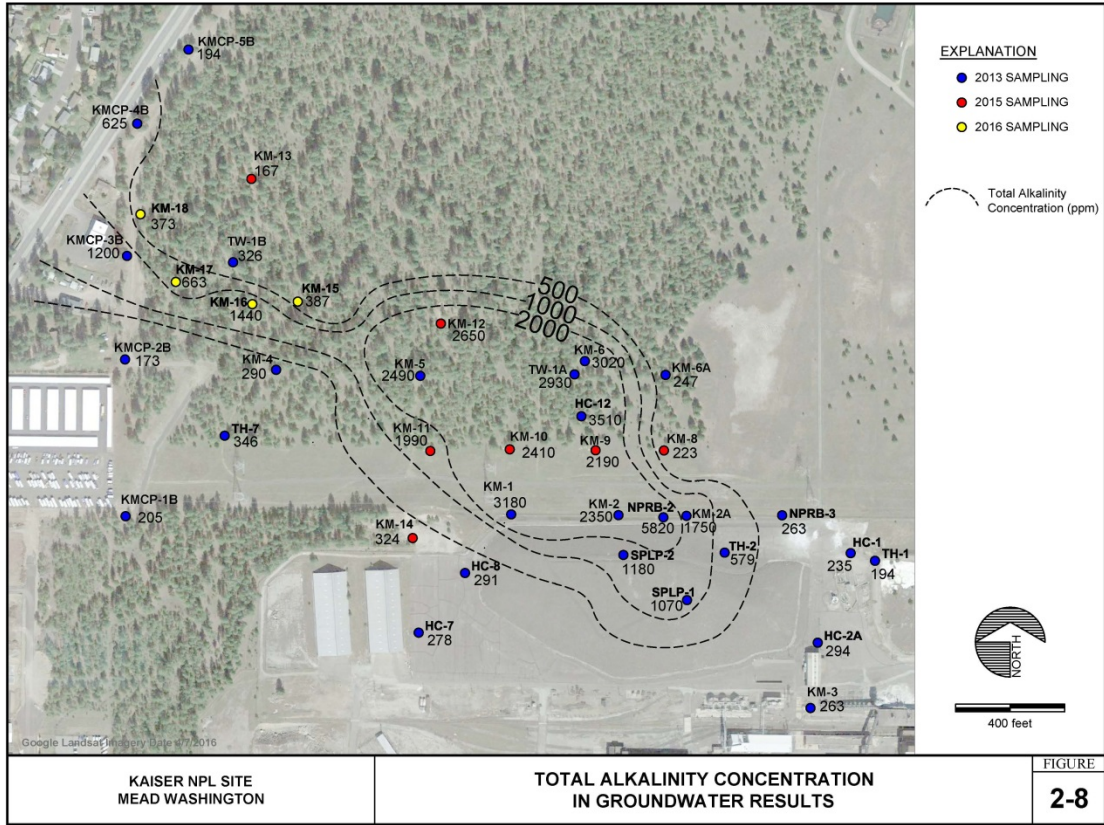 KMCP-5B
194
KMCP-4B
625
KM-13
167
KM-18
373
KMCP-3B
1200
TW-1B
326
KM-17
663
KM-16
1440
KM-15
387
500
1000
2000
KM-12
2650
KMCP-2B
173
KM-4
290
KM-5
2490
KM-6
3020
TW-1A
2930
KM-6A
247
HC-12
3510
TH-7
346
KM-11
1990
KM-10
2410
KM-9
2190
KM-8
223
KMCP-1B
205
KM-1
3180
KM-2
2350
NPRB-2
5820
KM-2A
1750
NPRB-3
263
KM-14
324
HC-8
291
SPLP-2
1180
TH-2
579
HC-1
235
TH-1
194
SPLP-1
1070
HC-7
278
HC-2A
294
KM-3
263
Google Landsat Imagery Date 4/7/2016
EXPLANATION
2013 SAMPLING
2015 SAMPLING
2016 SAMPLING
Total Alkalinity
Concentration (ppm)
NORTH
400 feet
KAISER NPL SITE
MEAD WASHINGTON
TOTAL ALKALINITY CONCENTRATION
IN GROUNDWATER RESULTS
FIGURE
2-8